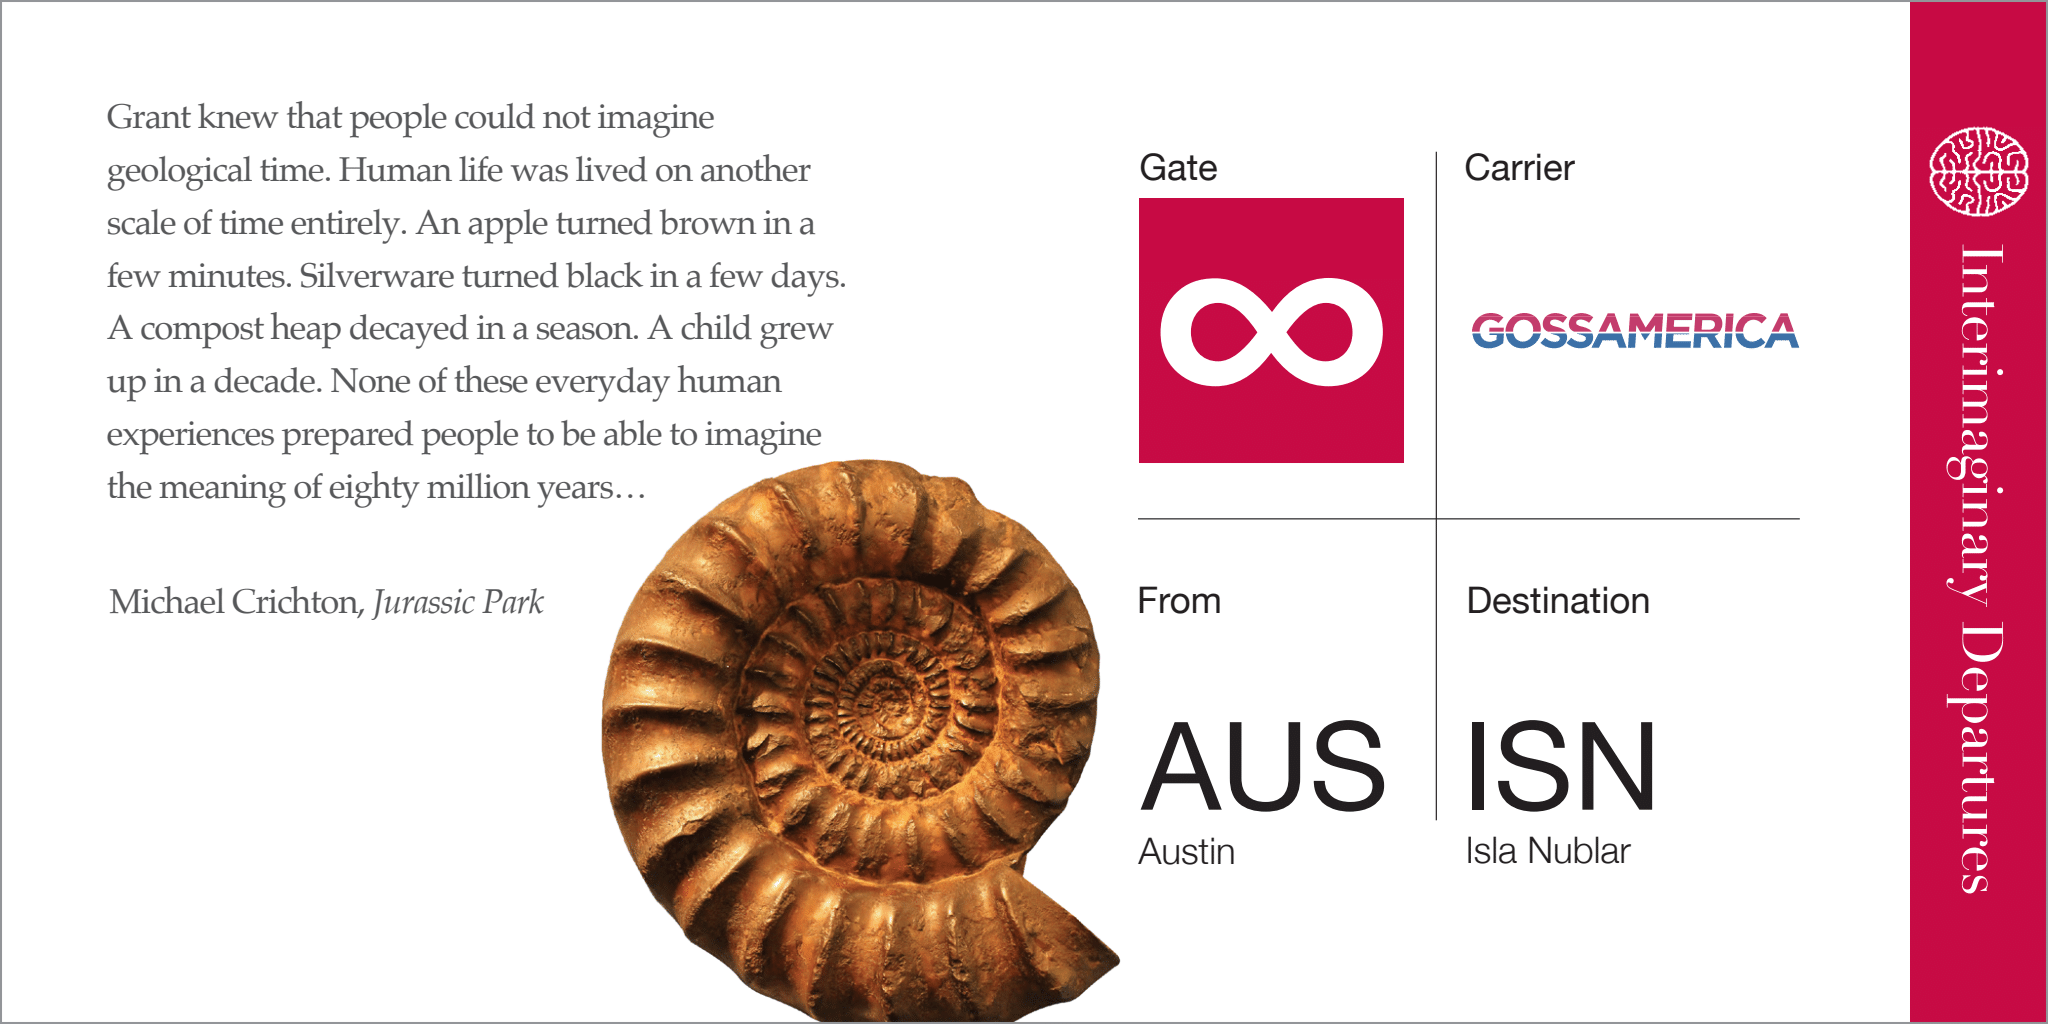 Grant knew that people could not imagine
geological time. Human life was lived on another
scale of time entirely. An apple turned brown in a
few minutes. Silverware turned black in a few days.
A compost heap decayed in a season. A child grew
up in a decade. None of these everyday human
experiences prepared people to be able to imagine
the meaning of eighty million years…
Michael Crichton, Jurassic Park
Gate
∞
Carrier
GOSSAMERICA
From
AUS
Austin
Destination
ISN
Isla Nublar
Interimaginary Departures